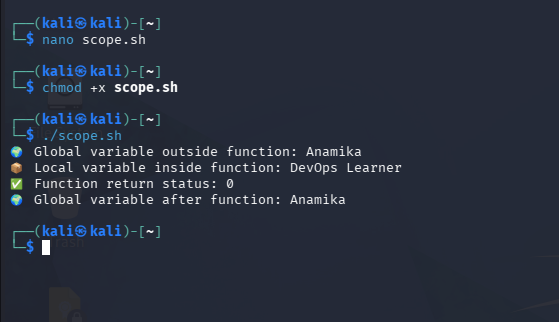 ┌──(kali㉿kali)-[~]
└─$ nano scope.sh
┌──(kali㉿kali)-[~]
└─$ chmod +x scope.sh
┌──(kali㉿kali)-[~]
└─$ ./scope.sh
🌍 Global variable outside function: Anamika
📦 Local variable inside function: DevOps Learner
✅ Function return status: 0
🌍 Global variable after function: Anamika
┌──(kali㉿kali)-[~]
└─$